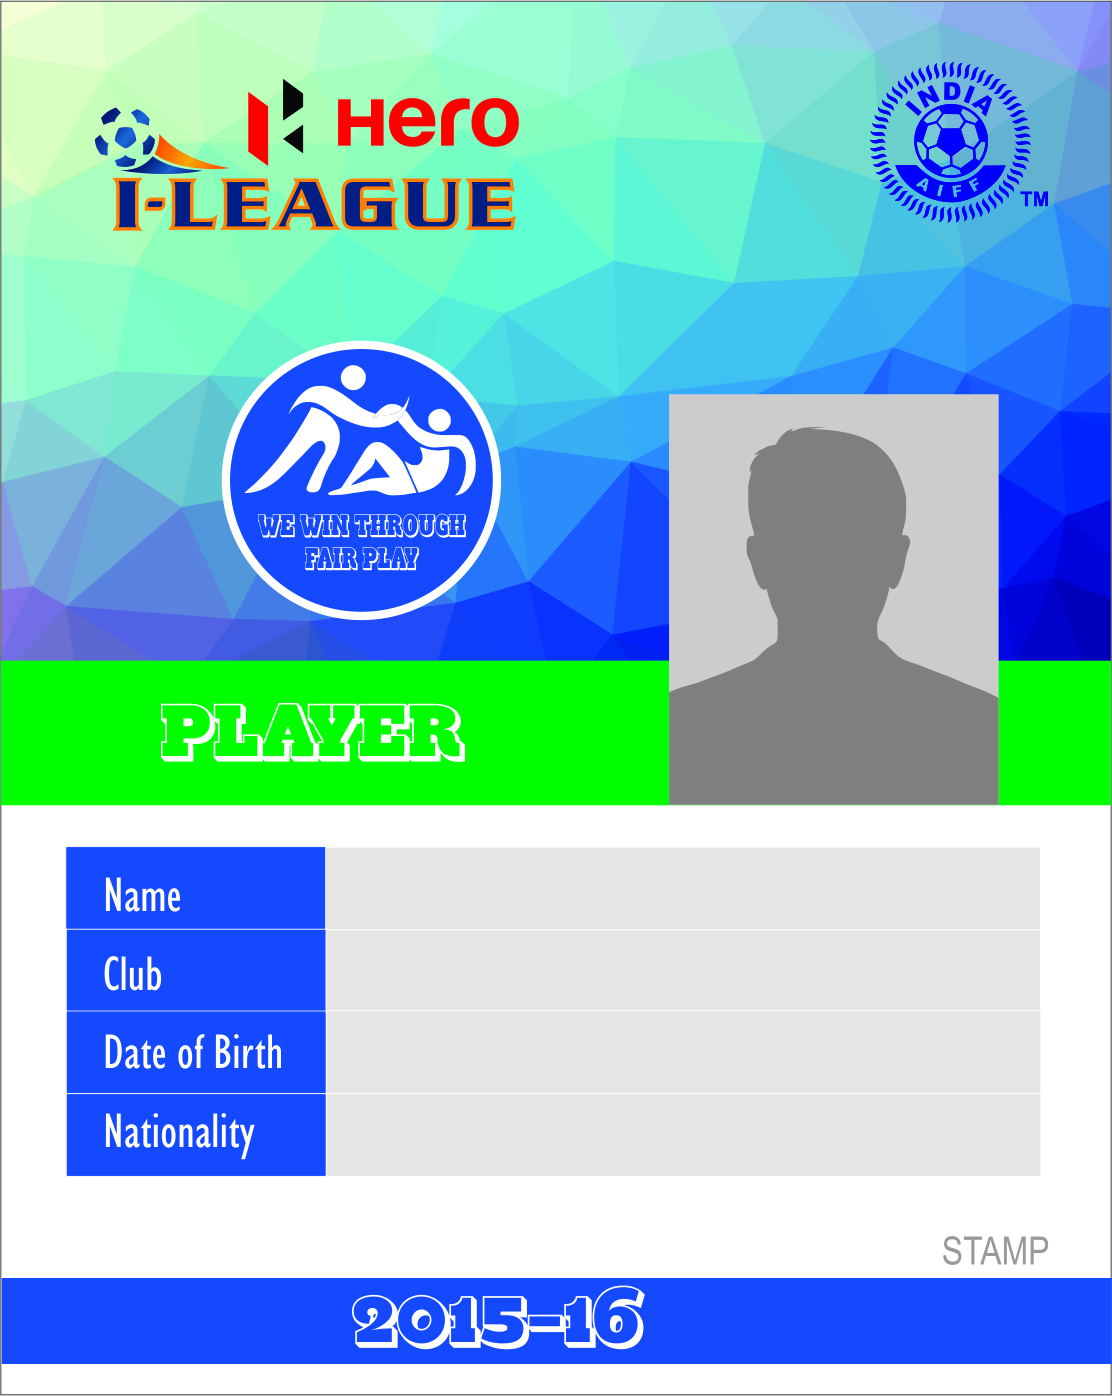 Hero
I-LEAGUE
INDIA
AIFF
TM
WE WIN THROUGH
FAIR PLAY
PLAYER
Name
Club
Date of Birth
Nationality
STAMP
2015-16